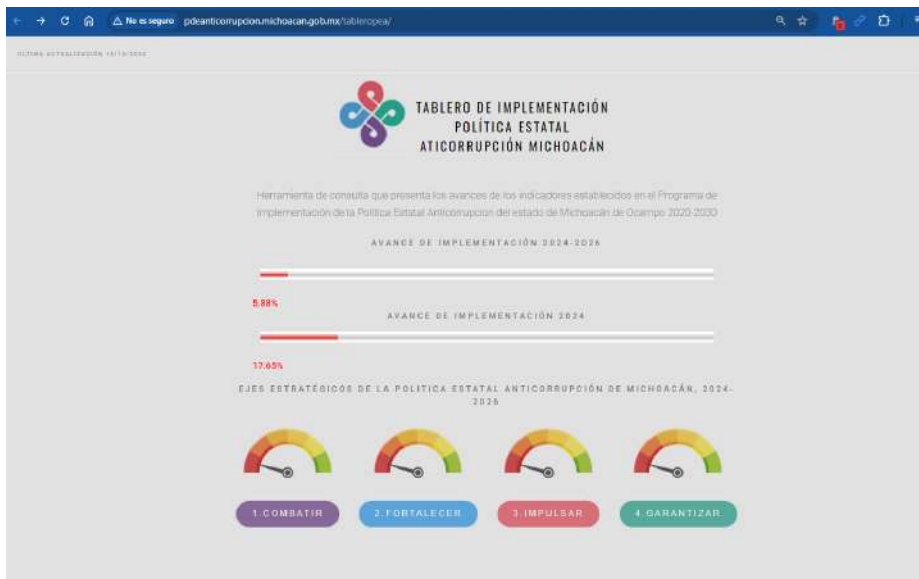 No es seguro pdeanticorrupcion.michoacan.gob.mx/tableropea/
ÚLTIMA ACTUALIZACIÓN
TABLERO DE IMPLEMENTACIÓN
POLÍTICA ESTATAL
ATICORRUPCIÓN MICHOACÁN
Herramienta de consulta que presenta los avances de los indicadores establecidos en el Programa de
Implementación de la Política Estatal Anticorrupción del estado de Michoacán de Ocampo 2020-2030
AVANCE DE IMPLEMENTACIÓN 2024-2026
5.88%
AVANCE DE IMPLEMENTACIÓN 2024
17.65%
EJES ESTRATÉGICOS DE LA POLITICA ESTATAL ANTICORRUPCIÓN DE MICHOACÁN, 2024-
2026
1.COMBATIR 2.FORTALECER 3.IMPULSAR 4.GARANTIZAR